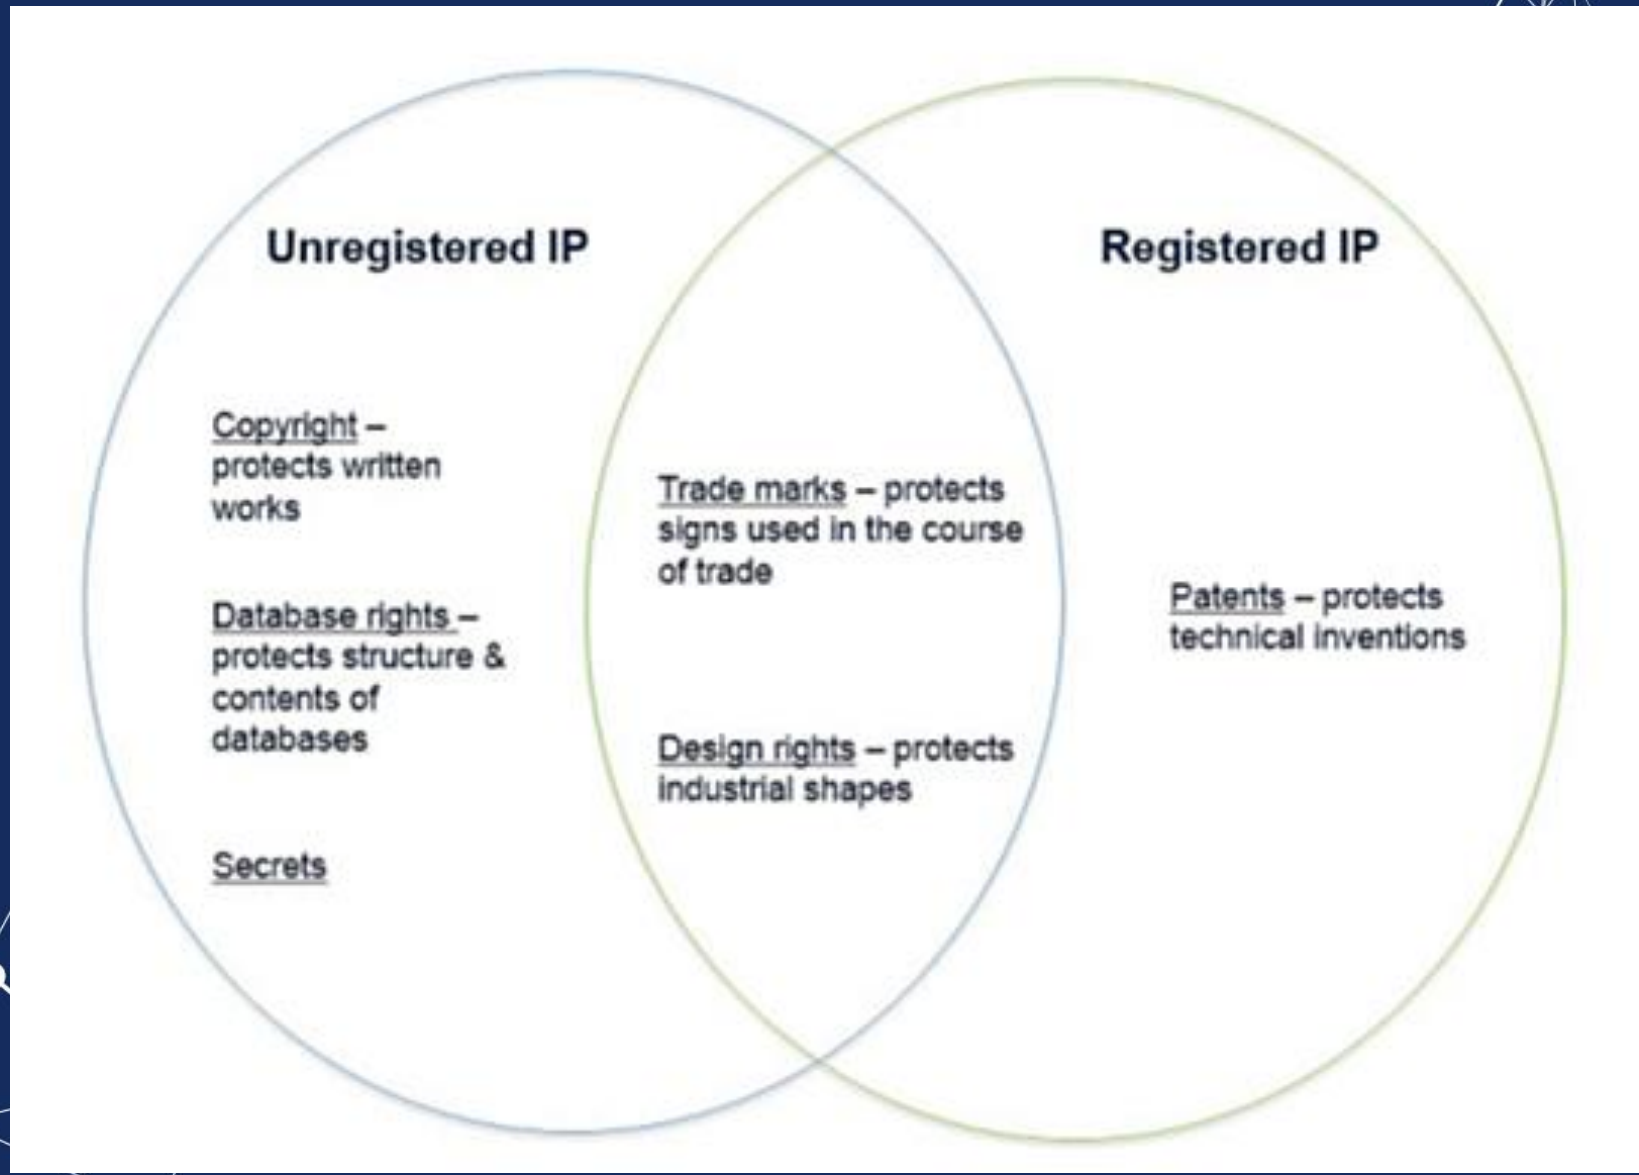 Unregistered IP
Registered IP
Copyright –
protects written
works
Database rights –
protects structure &
contents of
databases
Secrets
Trade marks – protects
signs used in the course
of trade
Design rights – protects
industrial shapes
Patents – protects
technical inventions